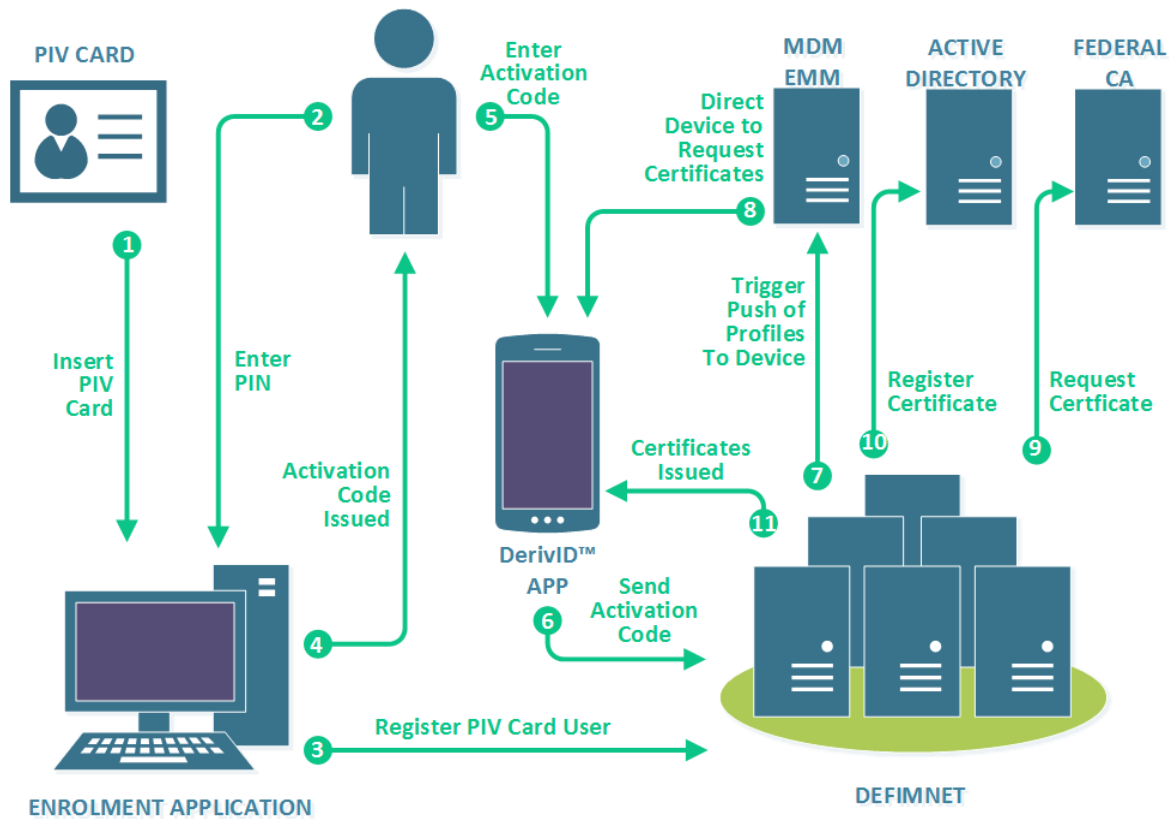 PIV CARD
1
Insert
PIV
Card
2
Enter
PIN
Enter
Activation
Code
5
MDM
EMM
ACTIVE
DIRECTORY
FEDERAL
CA
Direct
Device to
Request
Certificates
8
Trigger
Push of
Profiles
To Device
7
Register
Certificate
10
Request
Certficate
9
Activation
Code
Issued
4
Certificates
Issued
11
DerivID™
APP
6
Send
Activation
Code
Register PIV Card User
3
ENROLMENT APPLICATION
DEFIMNET